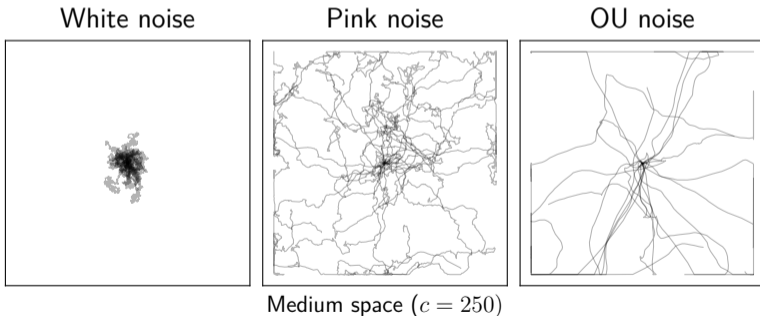 White noise
Pink noise
OU noise
Medium space (c = 250)